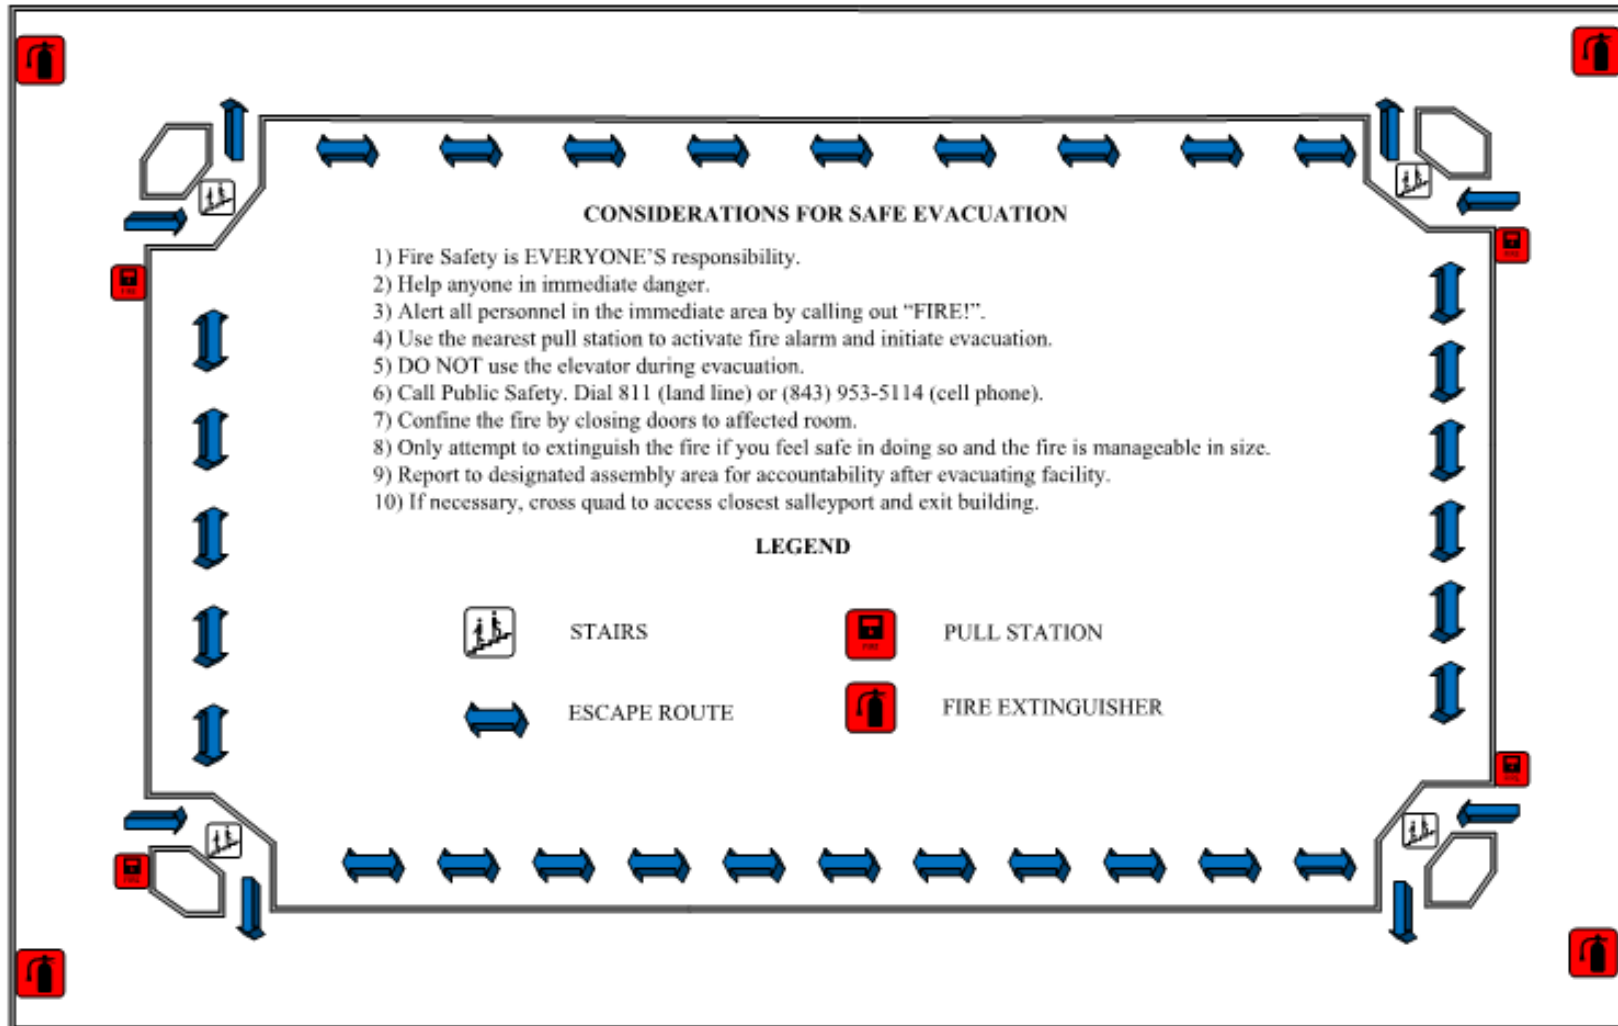 CONSIDERATIONS FOR SAFE EVACUATION
1) Fire Safety is EVERYONE'S responsibility.
2) Help anyone in immediate danger.
3) Alert all personnel in the immediate area by calling out “FIRE!”.
4) Use the nearest pull station to activate fire alarm and initiate evacuation.
5) DO NOT use the elevator during evacuation.
6) Call Public Safety. Dial 811 (land line) or (843) 953-5114 (cell phone).
7) Confine the fire by closing doors to affected room.
8) Only attempt to extinguish the fire if you feel safe in doing so and the fire is manageable in size.
9) Report to designated assembly area for accountability after evacuating facility.
10) If necessary, cross quad to access closest salleyport and exit building.
LEGEND
STAIRS
FIRE
PULL STATION
ESCAPE ROUTE
FIRE EXTINGUISHER